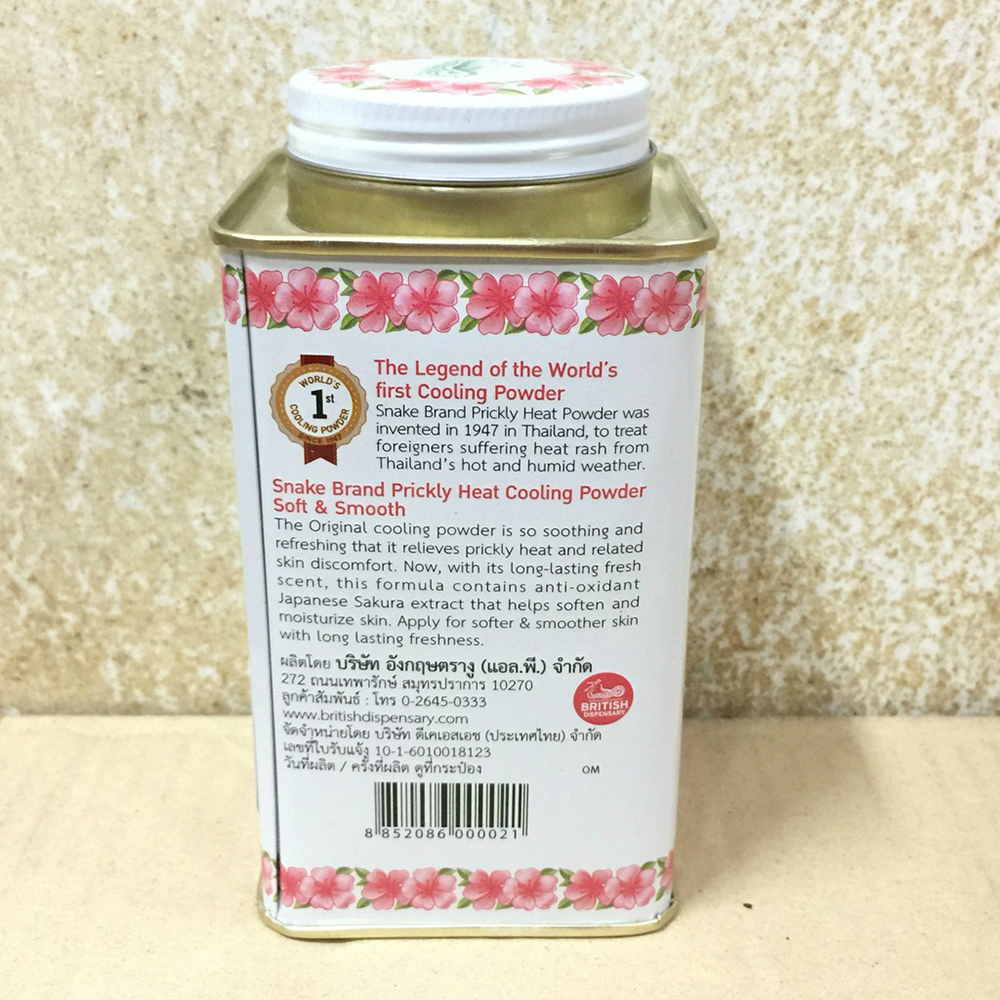 WORLD'S
1st
COOLING POWDER
SINCE 1947
The Legend of the World's
first Cooling Powder
Snake Brand Prickly Heat Powder was
invented in 1947 in Thailand, to treat
foreigners suffering heat rash from
Thailand's hot and humid weather.
Snake Brand Prickly Heat Cooling Powder
Soft & Smooth
The Original cooling powder is so soothing and
refreshing that it relieves prickly heat and related
skin discomfort. Now, with its long-lasting fresh
scent, this formula contains anti-oxidant
Japanese Sakura extract that helps soften and
moisturize skin. Apply for softer & smoother skin
with long lasting freshness.
ผลิตโดย บริษัท อังกฤษตรางู (แอล.พี.) จำกัด
272 ถนนเทพารักษ์ สมุทรปราการ 10270
ลูกค้าสัมพันธ์ : โทร 0-2645-0333
www.britishdispensary.com
BRITISH
DISPENSARY
จัดจำหน่ายโดย บริษัท ดีเคเอสเอช (ประเทศไทย) จำกัด
เลขที่ใบรับแจ้ง 10-1-6010018123
วันที่ผลิต / ครั้งที่ผลิต ดูที่กระป๋อง OM
8 852086 000021